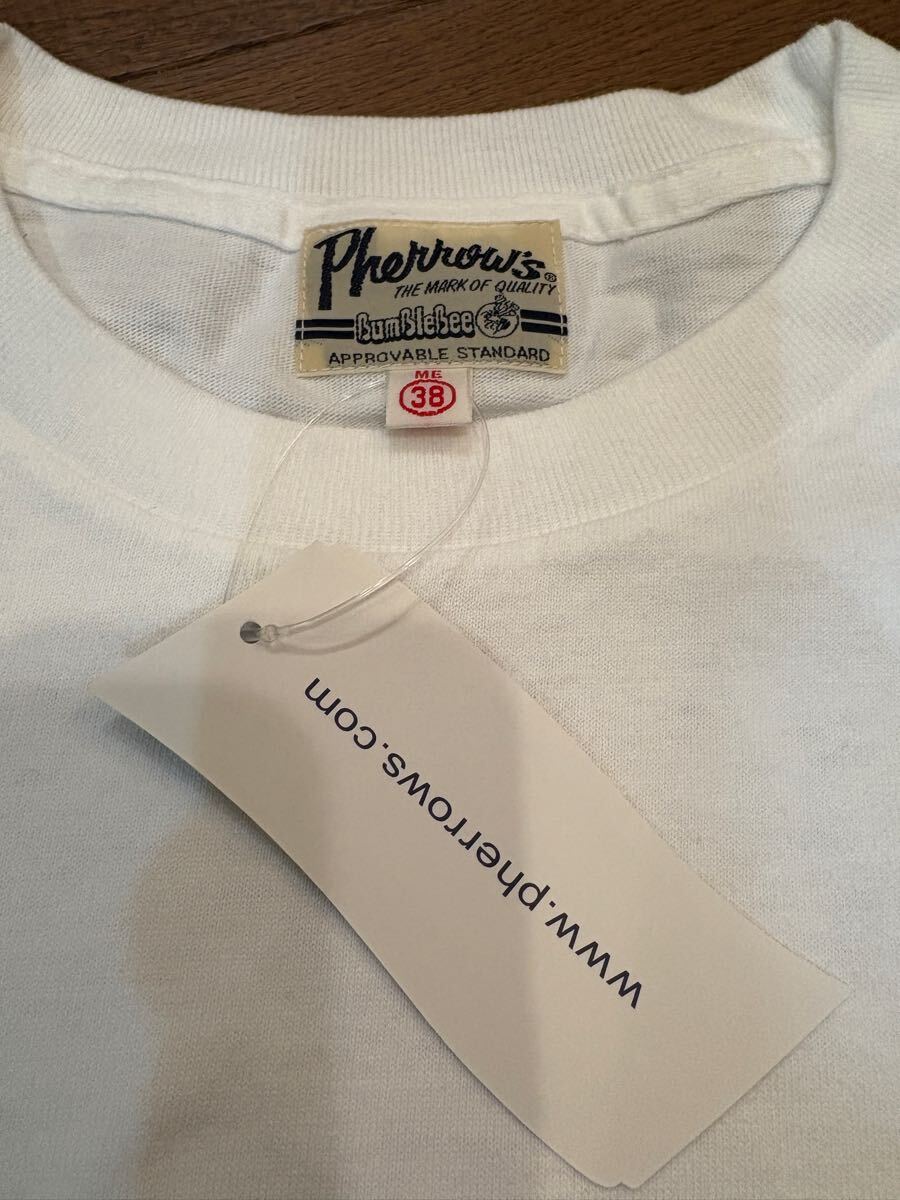 Pherrow's®
THE MARK OF QUALITY
BumBleBee
APPROVABLE STANDARD
ME
38
www.pherrows.com